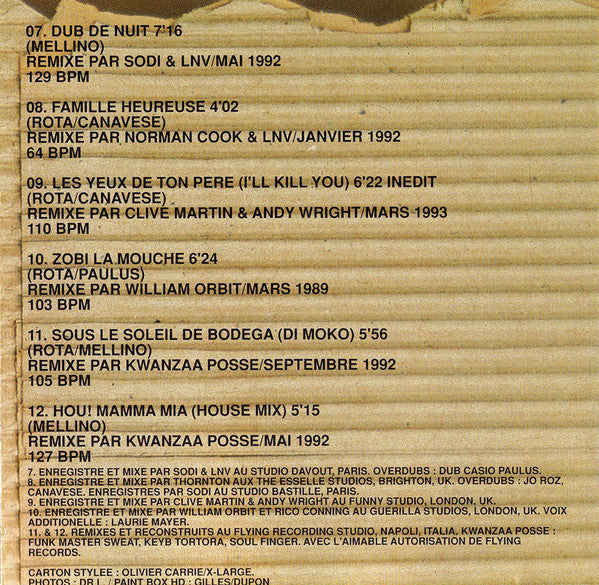 07. DUB DE NUIT 7'16
(MELLINO)
REMIXE PAR SODI & LNV/MAI 1992
129 BPM
08. FAMILLE HEUREUSE 4'02
(ROTA/CANAVESE)
REMIXE PAR NORMAN COOK & LNV/JANVIER 1992
64 BPM
09. LES YEUX DE TON PERE (I'LL KILL YOU) 6'22 INEDIT
(ROTA/CANAVESE)
REMIXE PAR CLIVE MARTIN & ANDY WRIGHT/MARS 1993
110 BPM
10. ZOBI LA MOUCHE 6'24
(ROTA/PAULUS)
REMIXE PAR WILLIAM ORBIT/MARS 1989
103 BPM
11. SOUS LE SOLEIL DE BODEGA (DI MOKO) 5'56
(ROTA/MELLINO)
REMIXE PAR KWANZAA POSSE/SEPTEMBRE 1992
105 BPM
12. HOU! MAMMA MIA (HOUSE MIX) 5'15
(MELLINO)
REMIXE PAR KWANZAA POSSE/MAI 1992
127 BPM
7. ENREGISTRE ET MIXE PAR SODI & LNV AU STUDIO DAVOUT, PARIS. OVERDUBS : DUB CASIO PAULUS.
8. ENREGISTRE ET MIXE PAR THORNTON AUX THE ESSELLE STUDIOS, BRIGHTON, UK. OVERDUBS : JO ROZ,
CANAVESE. ENREGISTRES PAR SODI AU STUDIO BASTILLE, PARIS.
9. ENREGISTRE ET MIXE PAR CLIVE MARTIN & ANDY WRIGHT AU FUNNY STUDIO, LONDON, UK.
10. ENREGISTRE ET MIXE PAR WILLIAM ORBIT ET RICO CONNING AU GUERILLA STUDIOS, LONDON, UK. VOIX
ADDITIONELLE : LAURIE MAYER.
11. & 12. REMIXES ET RECONSTRUITS AU FLYING RECORDING STUDIO, NAPOLI, ITALIA. KWANZAA POSSE :
FUNK MASTER SWEAT, KEYB TORTORA, SOUL FINGER. AVEC L'AIMABLE AUTORISATION DE FLYING
RECORDS.
CARTON STYLEE : OLIVIER CARRIE/X-LARGE.
PHOTOS : DR L. / PAINT BOX HD : GILLES/DUPON